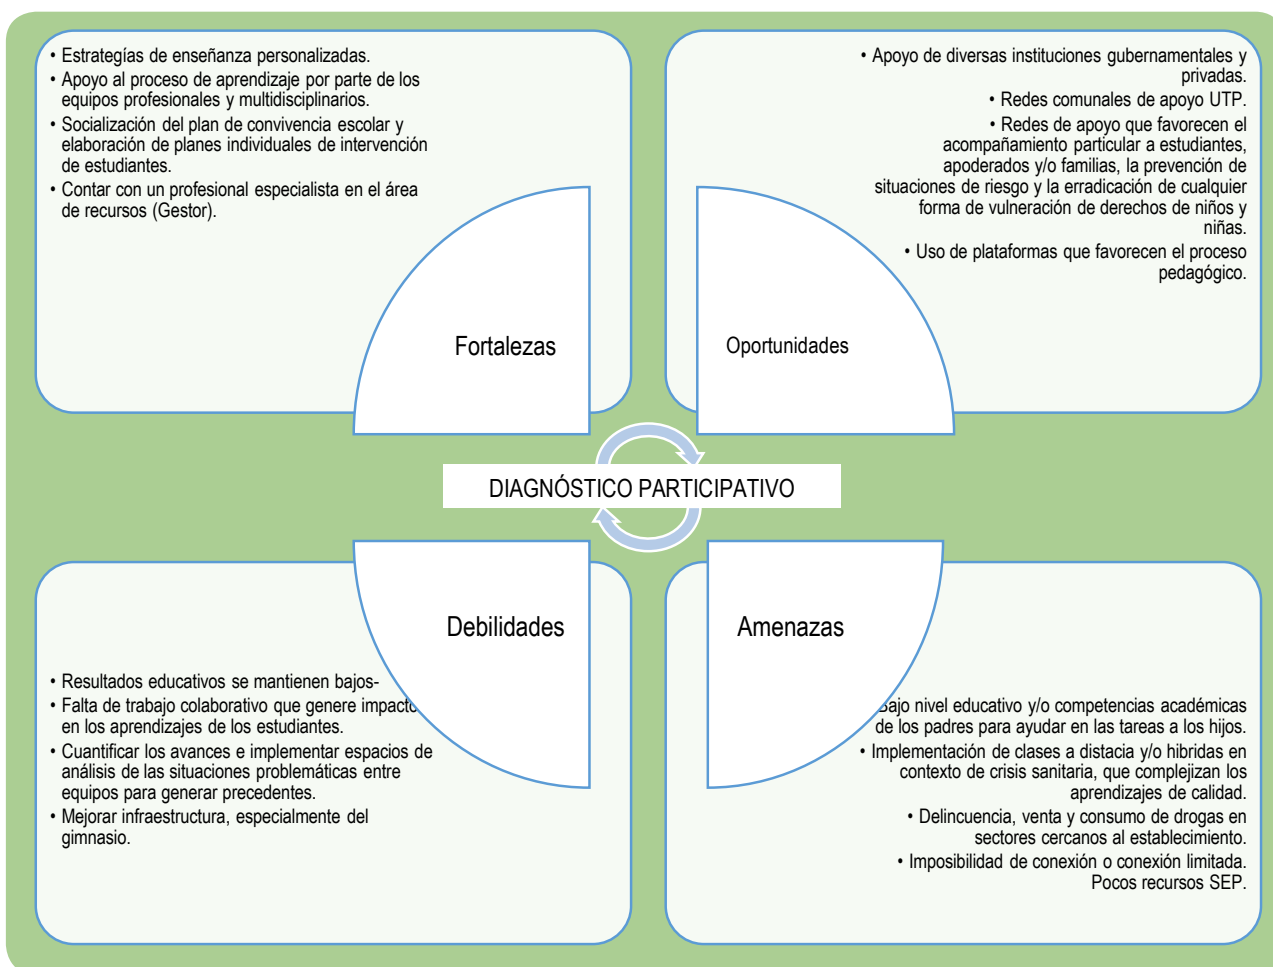 • Estrategías de enseñanza personalizadas.
• Apoyo al proceso de aprendizaje por parte de los
equipos profesionales y multidisciplinarios.
• Socialización del plan de convivencia escolar y
elaboración de planes individuales de intervención
de estudiantes.
• Contar con un profesional especialista en el área
de recursos (Gestor).
Fortalezas
• Apoyo de diversas instituciones gubernamentales y
privadas.
• Redes comunales de apoyo UTP.
• Redes de apoyo que favorecen el
acompañamiento particular a estudiantes,
apoderados y/o familias, la prevención de
situaciones de riesgo y la erradicación de cualquier
forma de vulneración de derechos de niños y
niñas.
• Uso de plataformas que favorecen el proceso
pedagógico.
Oportunidades
DIAGNÓSTICO PARTICIPATIVO
Debilidades
• Resultados educativos se mantienen bajos-
• Falta de trabajo colaborativo que genere impacto
en los aprendizajes de los estudiantes.
• Cuantificar los avances e implementar espacios de
análisis de las situaciones problemáticas entre
equipos para generar precedentes.
• Mejorar infraestructura, especialmente del
gimnasio.
Amenazas
Bajo nivel educativo y/o competencias académicas
de los padres para ayudar en las tareas a los hijos.
• Implementación de clases a distacia y/o hibridas en
contexto de crisis sanitaria, que complejizan los
aprendizajes de calidad.
• Delincuencia, venta y consumo de drogas en
sectores cercanos al establecimiento.
• Imposibilidad de conexión o conexión limitada.
Pocos recursos SEP.